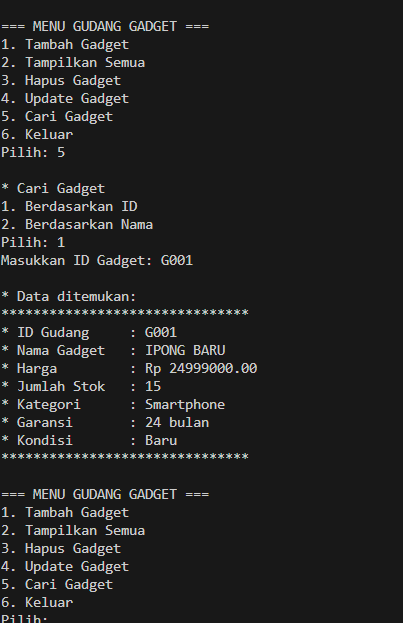 === MENU GUDANG GADGET ===
1. Tambah Gadget
2. Tampilkan Semua
3. Hapus Gadget
4. Update Gadget
5. Cari Gadget
6. Keluar
Pilih: 5
* Cari Gadget
1. Berdasarkan ID
2. Berdasarkan Nama
Pilih: 1
Masukkan ID Gadget: G001
* Data ditemukan:
*******************************
* ID Gudang     : G001
* Nama Gadget   : IPONG BARU
* Harga         : Rp 24999000.00
* Jumlah Stok   : 15
* Kategori      : Smartphone
* Garansi       : 24 bulan
* Kondisi       : Baru
*******************************
=== MENU GUDANG GADGET ===
1. Tambah Gadget
2. Tampilkan Semua
3. Hapus Gadget
4. Update Gadget
5. Cari Gadget
6. Keluar
Pilih: